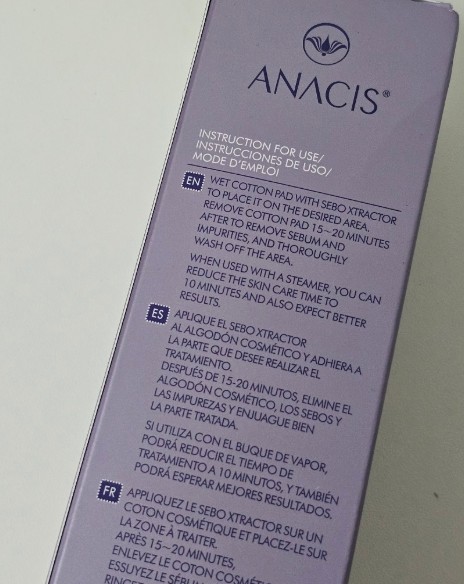 ANACIS®
INSTRUCTION FOR USE/
INSTRUCCIONES DE USO/
MODE D'EMPLOI
EN WET COTTON PAD WITH SEBO XTRACTOR
TO PLACE IT ON THE DESIRED AREA.
REMOVE COTTON PAD 15~20 MINUTES
AFTER TO REMOVE SEBUM AND
IMPURITIES, AND THOROUGHLY
WASH OFF THE AREA.
WHEN USED WITH A STEAMER, YOU CAN
REDUCE THE SKIN CARE TIME TO
10 MINUTES AND ALSO EXPECT BETTER
RESULTS.
ES APLIQUE EL SEBO XTRACTOR
AL ALGODÓN COSMÉTICO Y ADHIERA A
LA PARTE QUE DESEE REALIZAR EL
TRATAMIENTO.
DESPUÉS DE 15-20 MINUTOS, ELIMINE EL
ALGODÓN COSMÉTICO, LOS SEBOS Y
LAS IMPUREZAS Y ENJUAGUE BIEN
LA PARTE TRATADA.
SI UTILIZA CON EL BUQUE DE VAPOR,
PODRÁ REDUCIR EL TIEMPO DE
TRATAMIENTO A 10 MINUTOS, Y TAMBIÉN
PODRÁ ESPERAR MEJORES RESULTADOS.
FR APPLIQUEZ LE SEBO XTRACTOR SUR UN
COTON COSMÉTIQUE ET PLACEZ-LE SUR
LA ZONE À TRAITER.
APRÈS 15~20 MINUTES,
ENLEVEZ LE COTON
ESSUYEZ LE